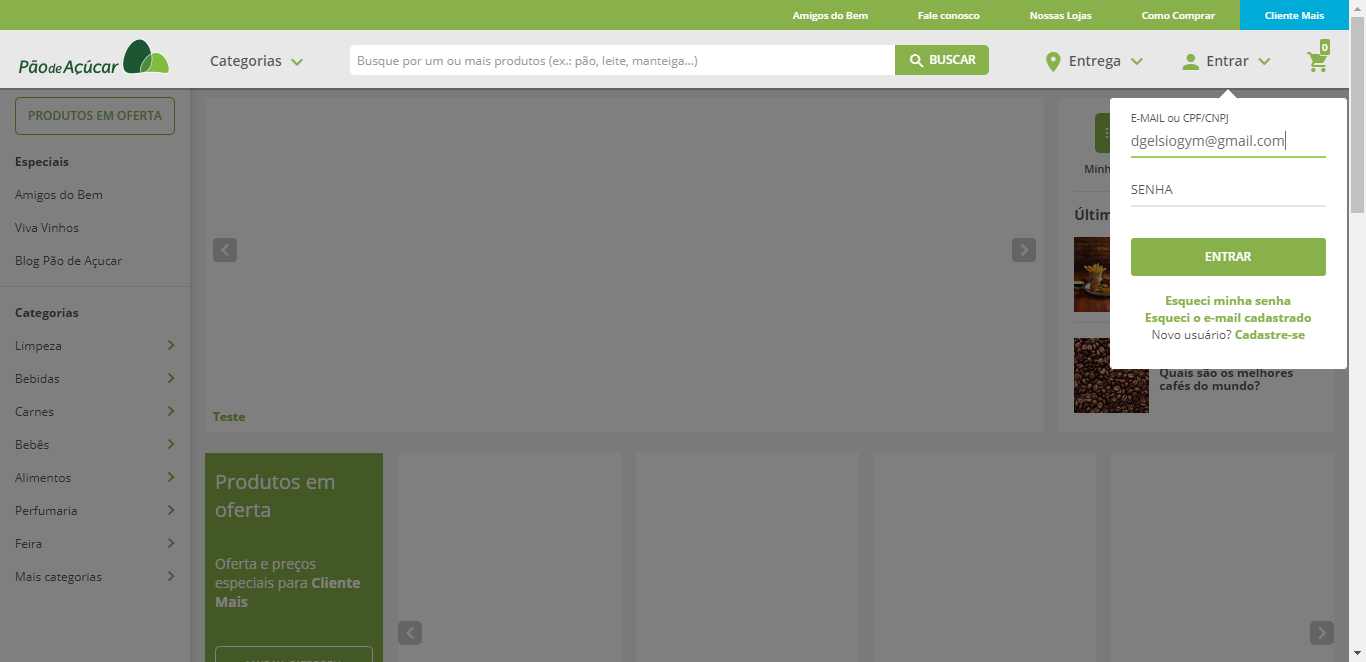 Amigos do Bem
Fale conosco
Nossas Lojas
Como Comprar
Cliente Mais
Pão de Açúcar
Categorias
Busque por um ou mais produtos (ex.: pão, leite, manteiga...)
BUSCAR
Entrega
Entrar
0
PRODUTOS EM OFERTA
Especiais
Amigos do Bem
Viva Vinhos
Blog Pão de Açucar
Categorias
Limpeza
Bebidas
Carnes
Bebês
Alimentos
Perfumaria
Feira
Mais categorias
Teste
E-MAIL ou CPF/CNPJ
dgelsiogym@gmail.com
SENHA
ENTRAR
Esqueci minha senha
Esqueci o e-mail cadastrado
Novo usuário? Cadastre-se
Minh
Últim
Quais são os melhores
cafés do mundo?
Produtos em
oferta
Oferta e preços
especiais para Cliente
Mais